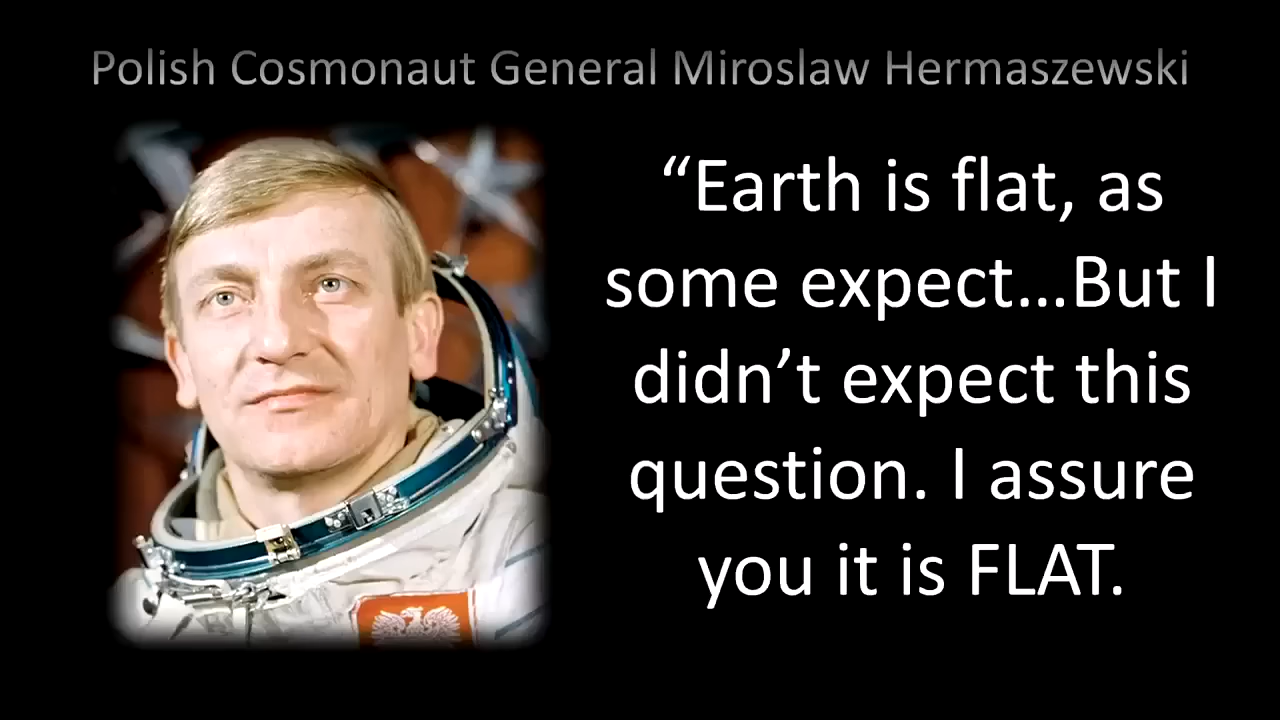 Polish Cosmonaut General Miroslaw Hermaszewski
“Earth is flat, as
some expect...But I
didn’t expect this
question. I assure
you it is FLAT.